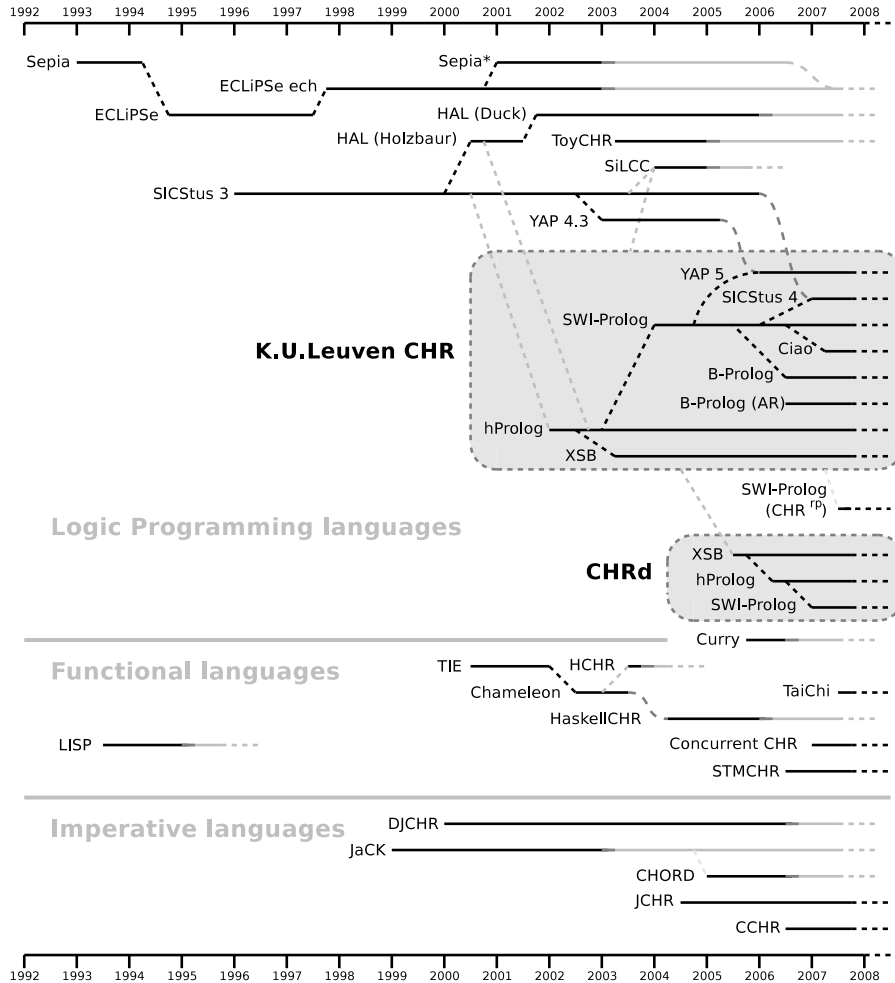 1992 1993 1994 1995 1996 1997 1998 1999 2000 2001 2002 2003 2004 2005 2006 2007 2008
Sepia
Sepia*
ECLiPSe ech
ECLiPSe
HAL (Duck)
HAL (Holzbaur)
ToyCHR
SiLCC
SICStus 3
YAP 4.3
YAP 5
SICStus 4
SWI-Prolog
K.U.Leuven CHR
Ciao
B-Prolog
B-Prolog (AR)
hProlog
XSB
SWI-Prolog
(CHR rp)
Logic Programming languages
XSB
CHRd
hProlog
SWI-Prolog
Curry
Functional languages
TIE
HCHR
Chameleon
TaiChi
HaskellCHR
LISP
Concurrent CHR
STMCHR
Imperative languages
DJCHR
JaCK
CHORD
JCHR
CCHR
1992 1993 1994 1995 1996 1997 1998 1999 2000 2001 2002 2003 2004 2005 2006 2007 2008